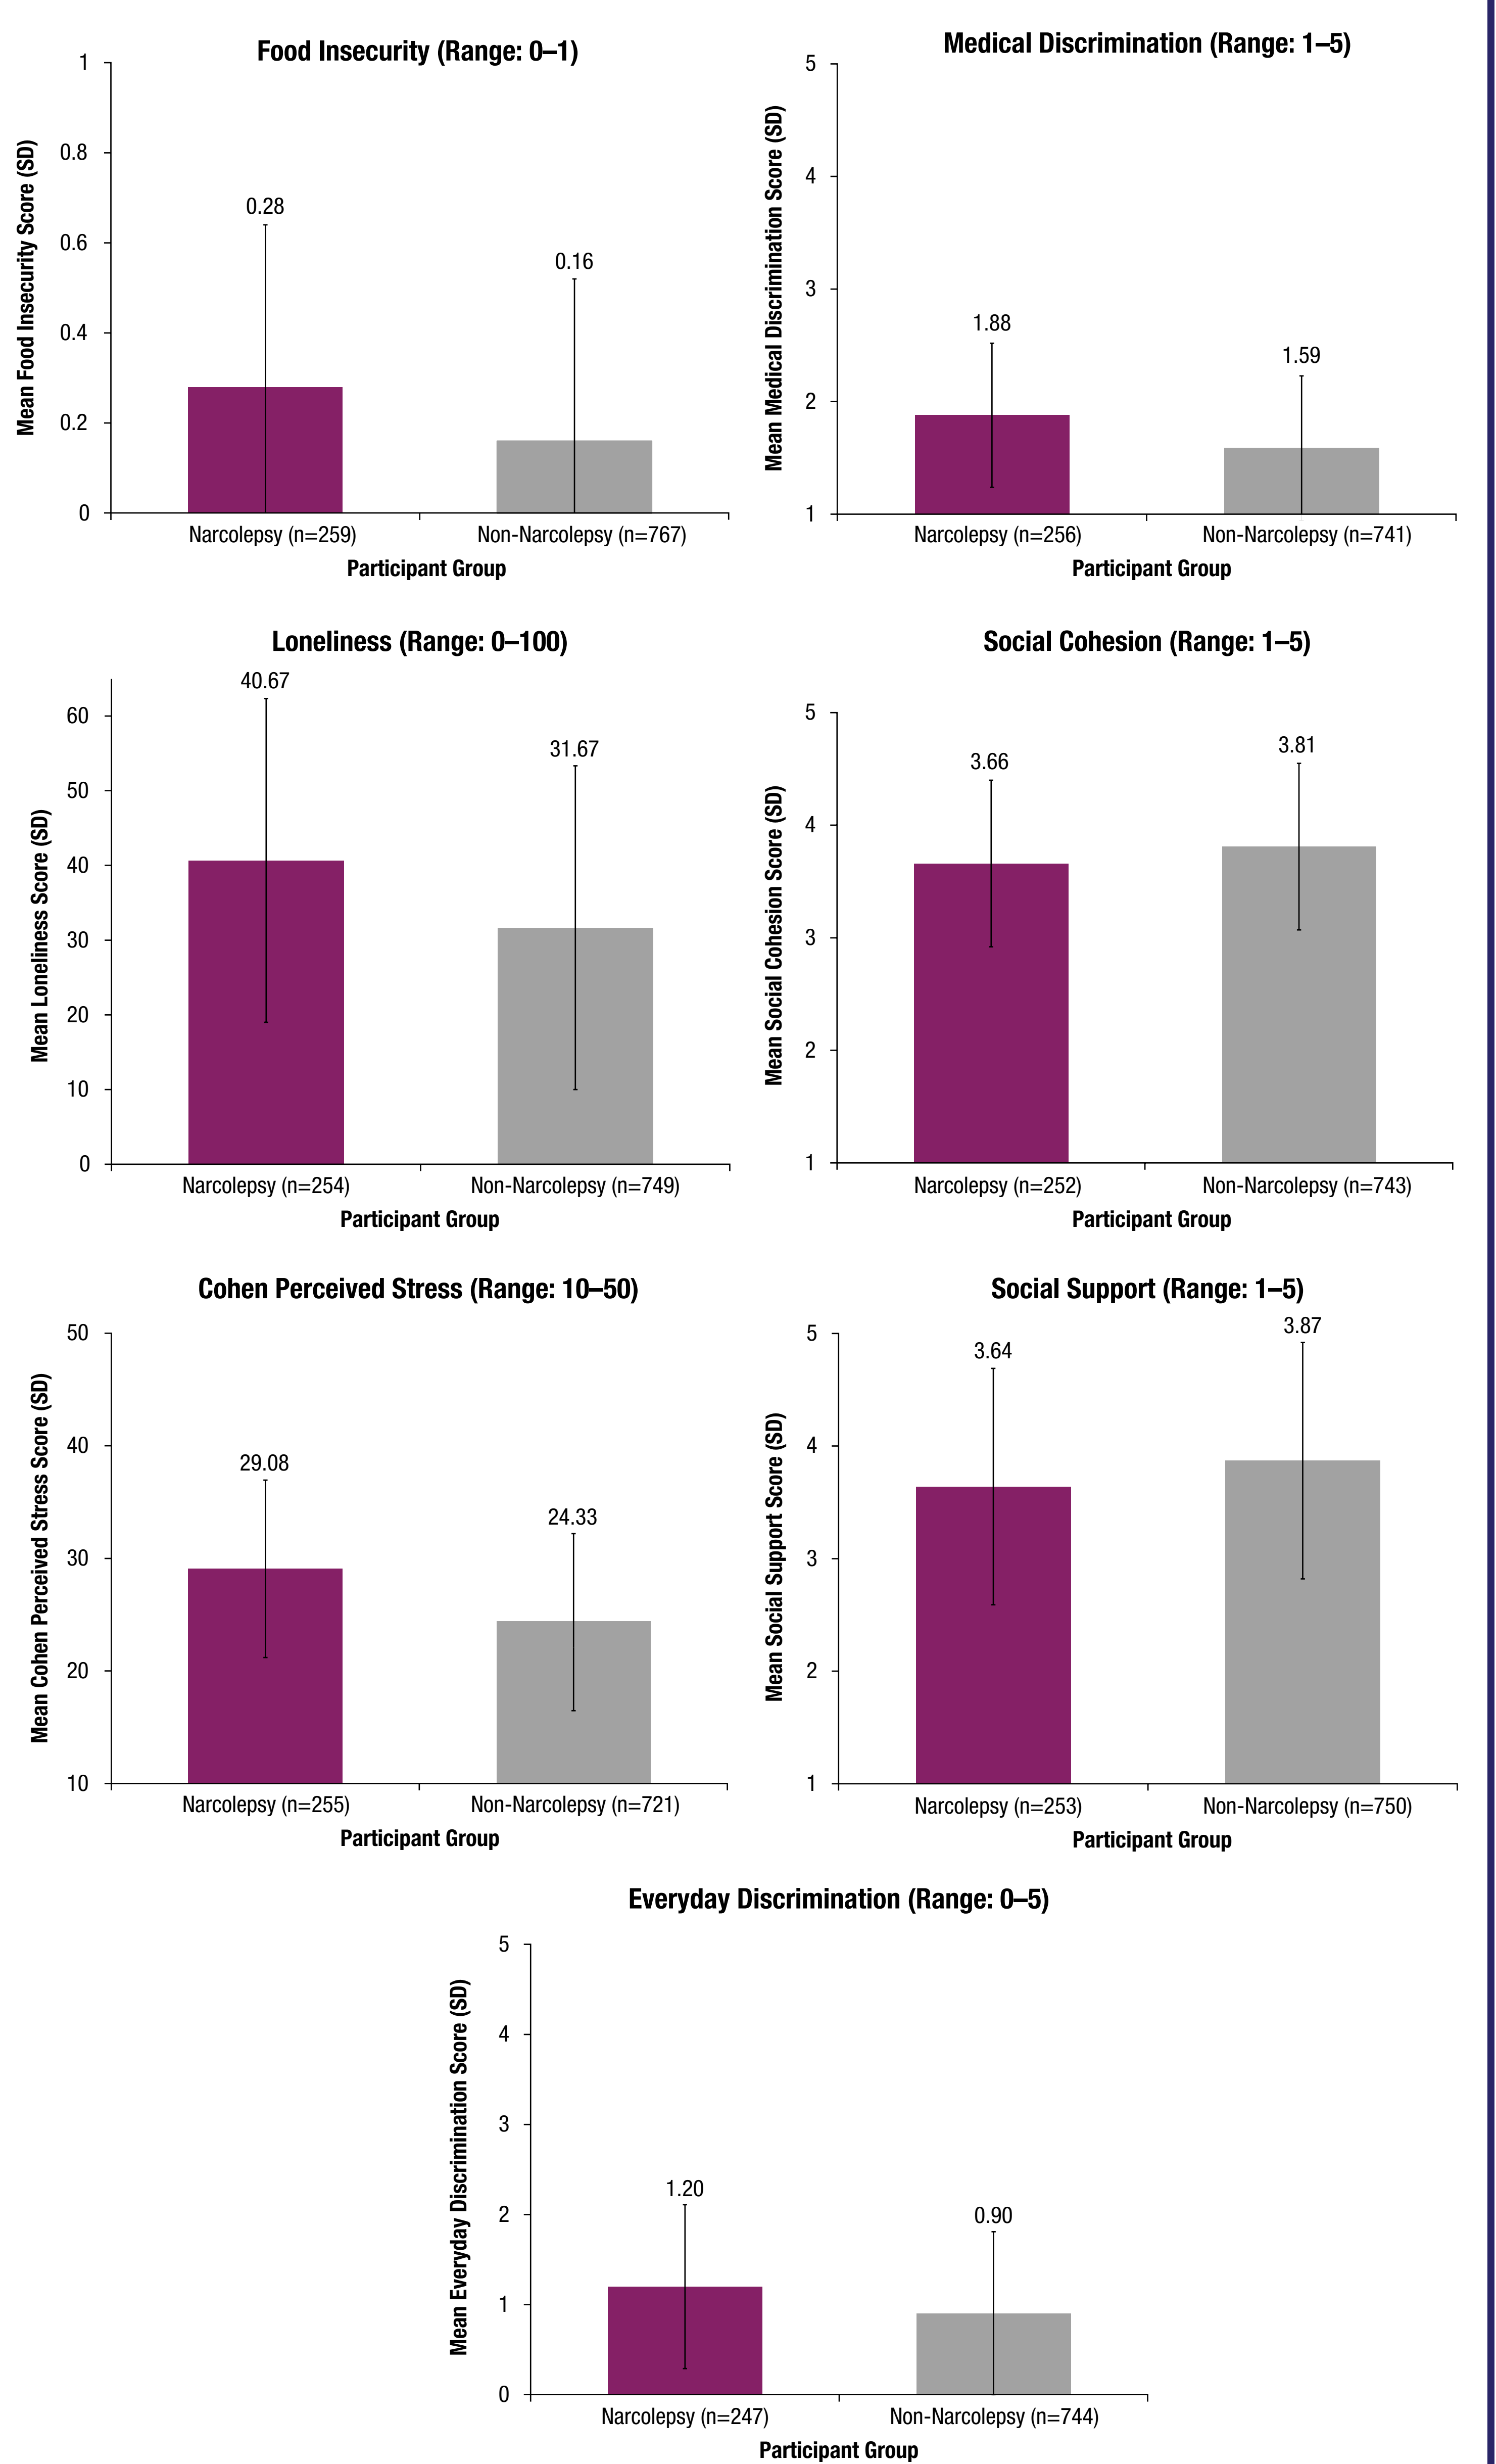 Food Insecurity (Range: 0–1)
Mean Food Insecurity Score (SD)
1
0.8
0.6
0.4
0.2
0
0.28
0.16
Narcolepsy (n=259)
Non-Narcolepsy (n=767)
Participant Group
Medical Discrimination (Range: 1–5)
Mean Medical Discrimination Score (SD)
5
4
3
2
1
1.88
1.59
Narcolepsy (n=256)
Non-Narcolepsy (n=741)
Participant Group
Loneliness (Range: 0–100)
Mean Loneliness Score (SD)
60
50
40
30
20
10
0
40.67
31.67
Narcolepsy (n=254)
Non-Narcolepsy (n=749)
Participant Group
Social Cohesion (Range: 1–5)
Mean Social Cohesion Score (SD)
5
4
3
2
1
3.66
3.81
Narcolepsy (n=252)
Non-Narcolepsy (n=743)
Participant Group
Cohen Perceived Stress (Range: 10–50)
Mean Cohen Perceived Stress Score (SD)
50
40
30
20
10
29.08
24.33
Narcolepsy (n=255)
Non-Narcolepsy (n=721)
Participant Group
Social Support (Range: 1–5)
Mean Social Support Score (SD)
5
4
3
2
1
3.64
3.87
Narcolepsy (n=253)
Non-Narcolepsy (n=750)
Participant Group
Everyday Discrimination (Range: 0–5)
Mean Everyday Discrimination Score (SD)
5
4
3
2
1
0
1.20
0.90
Narcolepsy (n=247)
Non-Narcolepsy (n=744)
Participant Group